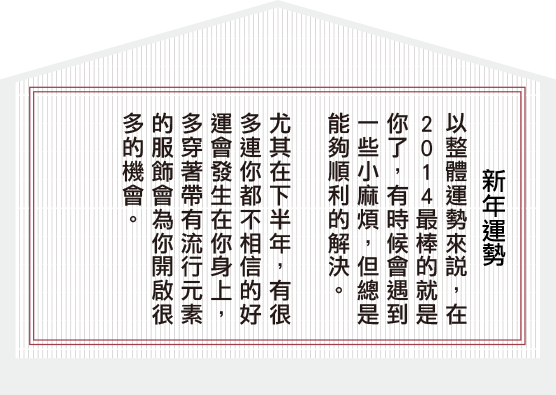 新年運勢
以整體運勢來説，在
2014最棒的就是
你了，有時候會遇到
一些小麻煩，但總是
能夠順利的解決。
尤其在下半年，有很
多連你都不相信的好
運會發生在你身上，
多穿著帶有流行元素
的服飾會為你開啟很
多的機會。